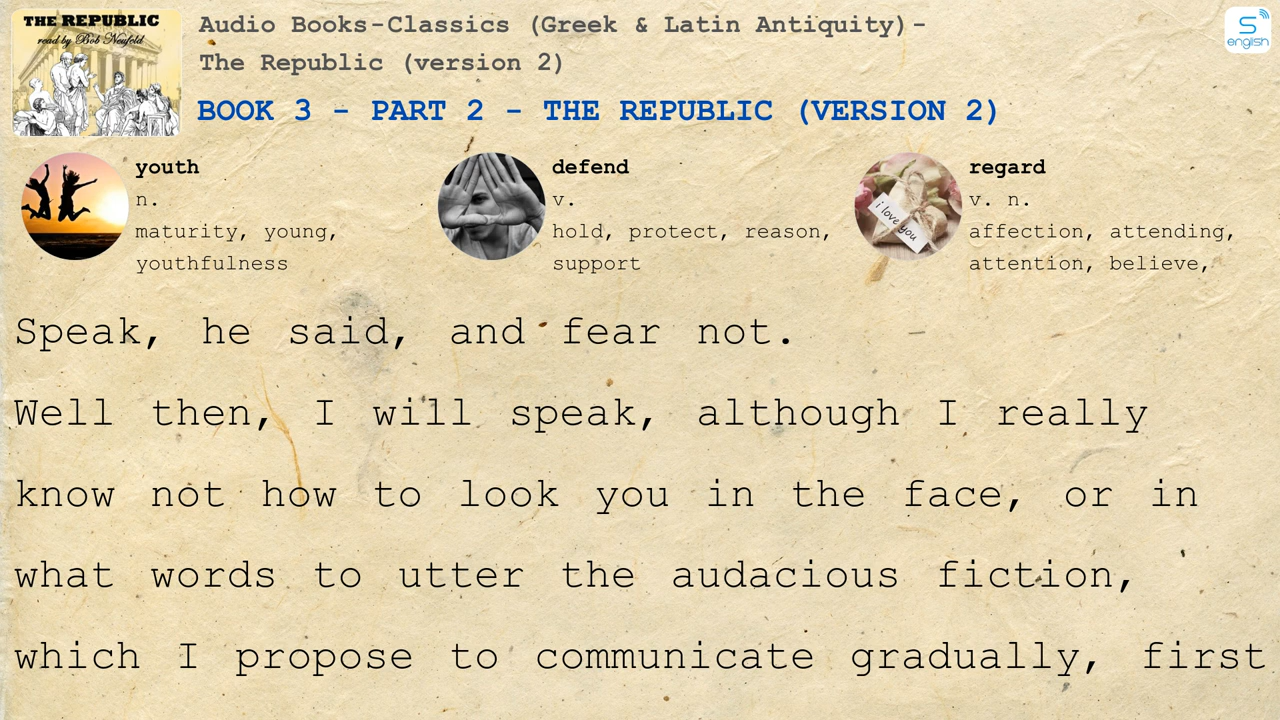 THE REPUBLIC
read by Bob Neufeld
Audio Books-Classics (Greek & Latin Antiquity)-
The Republic (version 2)
BOOK 3 - PART 2 - THE REPUBLIC (VERSION 2)
S
english
youth
n.
maturity, young,
youthfulness
defend
v.
hold, protect, reason,
support
i love you
regard
v. n.
affection, attending,
attention, believe,
Speak, he said, and fear not.
Well then, I will speak, although I really
know not how to look you in the face, or in
what words to utter the audacious fiction,
which I propose to communicate gradually, first